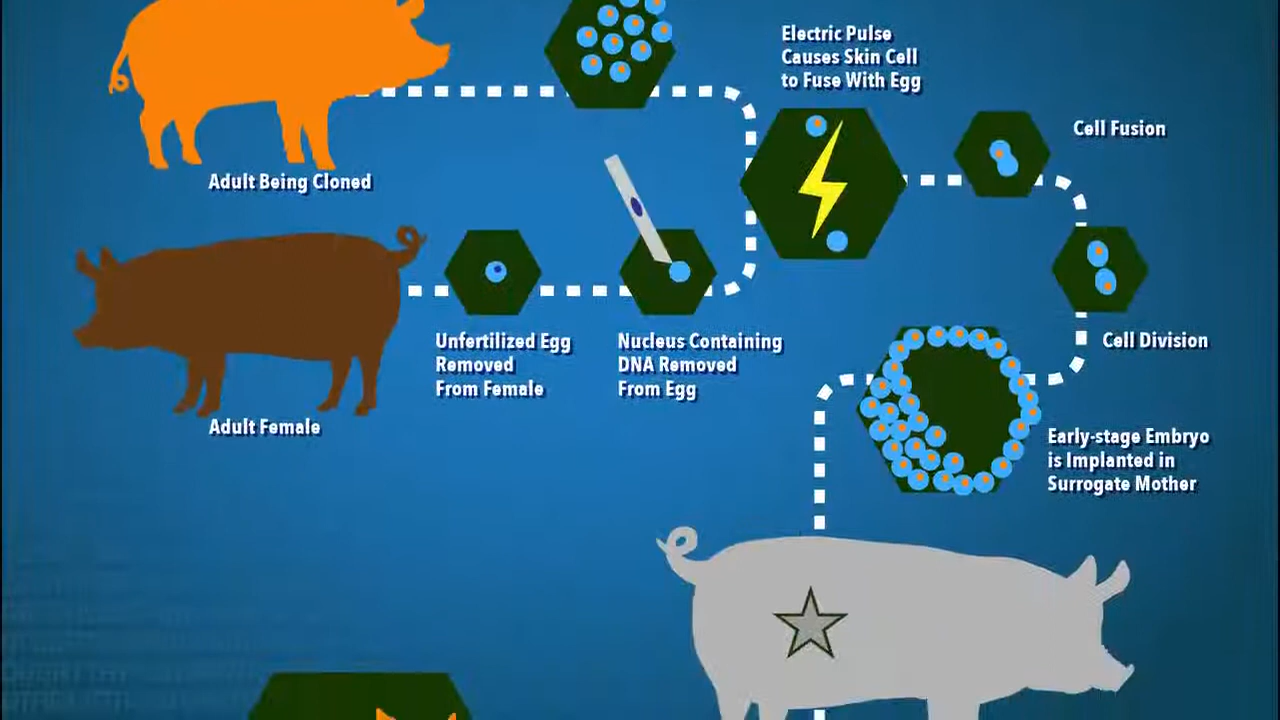 Electric Pulse
Causes Skin Cell
to Fuse With Egg
Cell Fusion
Adult Being Cloned
Unfertilized Egg
Removed
From Female
Nucleus Containing
DNA Removed
From Egg
Cell Division
Adult Female
Early-stage Embryo
is Implanted in
Surrogate Mother